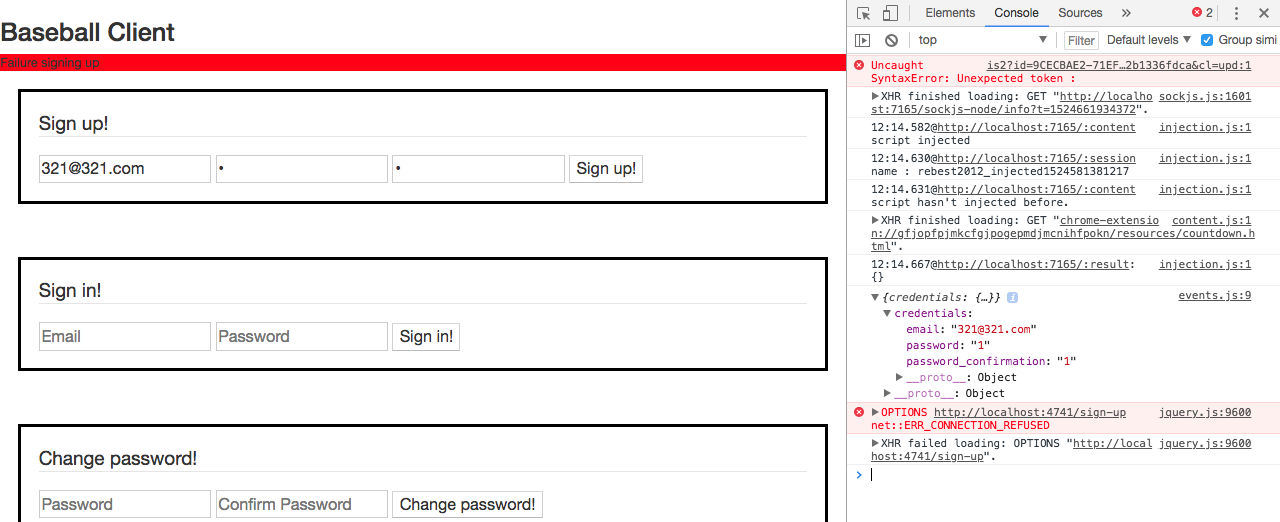 Baseball Client
Failure signing up
Sign up!
321@321.com • • Sign up!
Sign in!
Email Password Sign in!
Change password!
Password Confirm Password Change password!
Elements Console Sources » 2
top Filter Default levels Group simi
Uncaught is2?id=9CECBAE2-71EF…2b1336fdca&cl=upd:1
SyntaxError: Unexpected token :
XHR finished loading: GET "http://localho sockjs.js:1601
st:7165/sockjs-node/info?t=1524661934372".
12:14.582@http://localhost:7165/:content injection.js:1
script injected
12:14.630@http://localhost:7165/:session injection.js:1
name : rebest2012_injected1524581381217
12:14.631@http://localhost:7165/:content injection.js:1
script hasn't injected before.
XHR finished loading: GET "chrome-extensio content.js:1
n://gfjopfpjmkcfgjpogepmdjmcnihfpokn/resources/countdown.h
tml".
12:14.667@http://localhost:7165/:result: injection.js:1
{}
{credentials: {…}} i events.js:9
credentials:
email: "321@321.com"
password: "1"
password_confirmation: "1"
__proto__: Object
__proto__: Object
OPTIONS http://localhost:4741/sign-up jquery.js:9600
net::ERR_CONNECTION_REFUSED
XHR failed loading: OPTIONS "http://local jquery.js:9600
host:4741/sign-up".
>